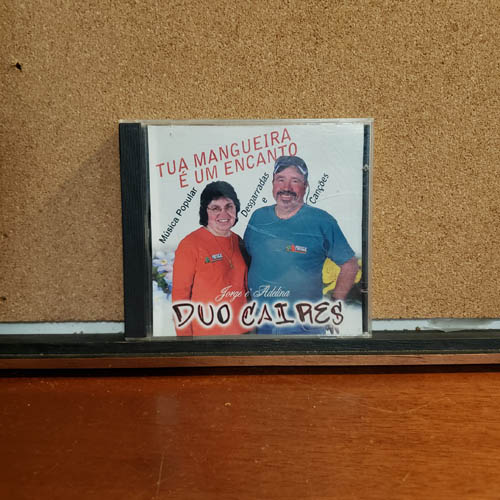 TUA MANGUEIRA
É UM ENCANTO
Música Popular
Desgarradas
e
Canções
Jorge e Adelina
DUO CAIRES